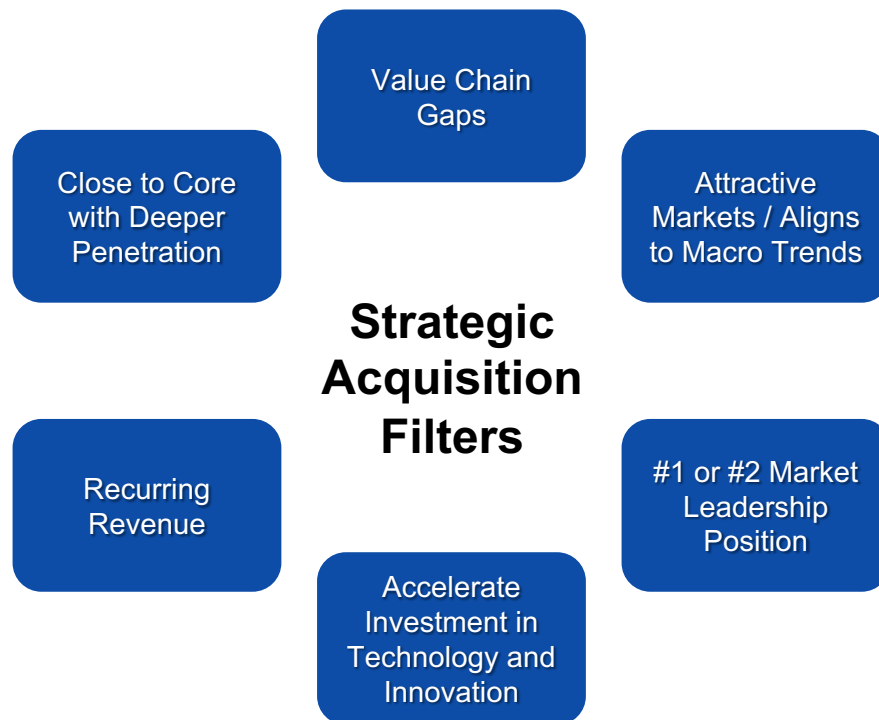 Value Chain
Gaps
Close to Core
with Deeper
Penetration
Attractive
Markets / Aligns
to Macro Trends
Strategic
Acquisition
Filters
Recurring
Revenue
#1 or #2 Market
Leadership
Position
Accelerate
Investment in
Technology and
Innovation